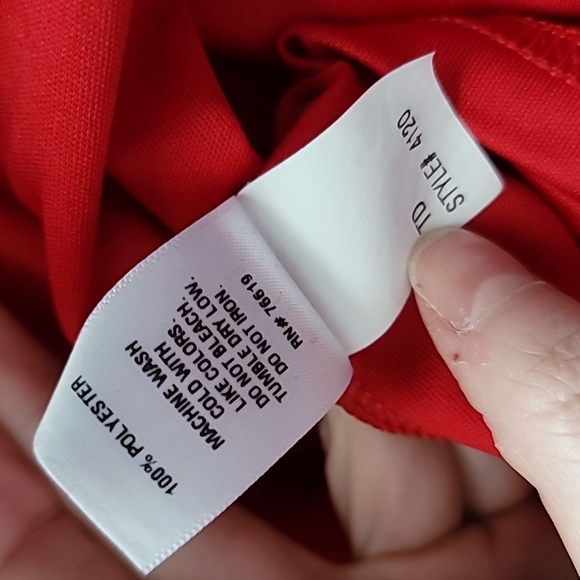 100% POLYESTER
MACHINE WASH
COLD WITH
LIKE COLORS.
DO NOT BLEACH.
TUMBLE DRY LOW.
DO NOT IRON.
RN# 76619
TD
STYLE# 4120